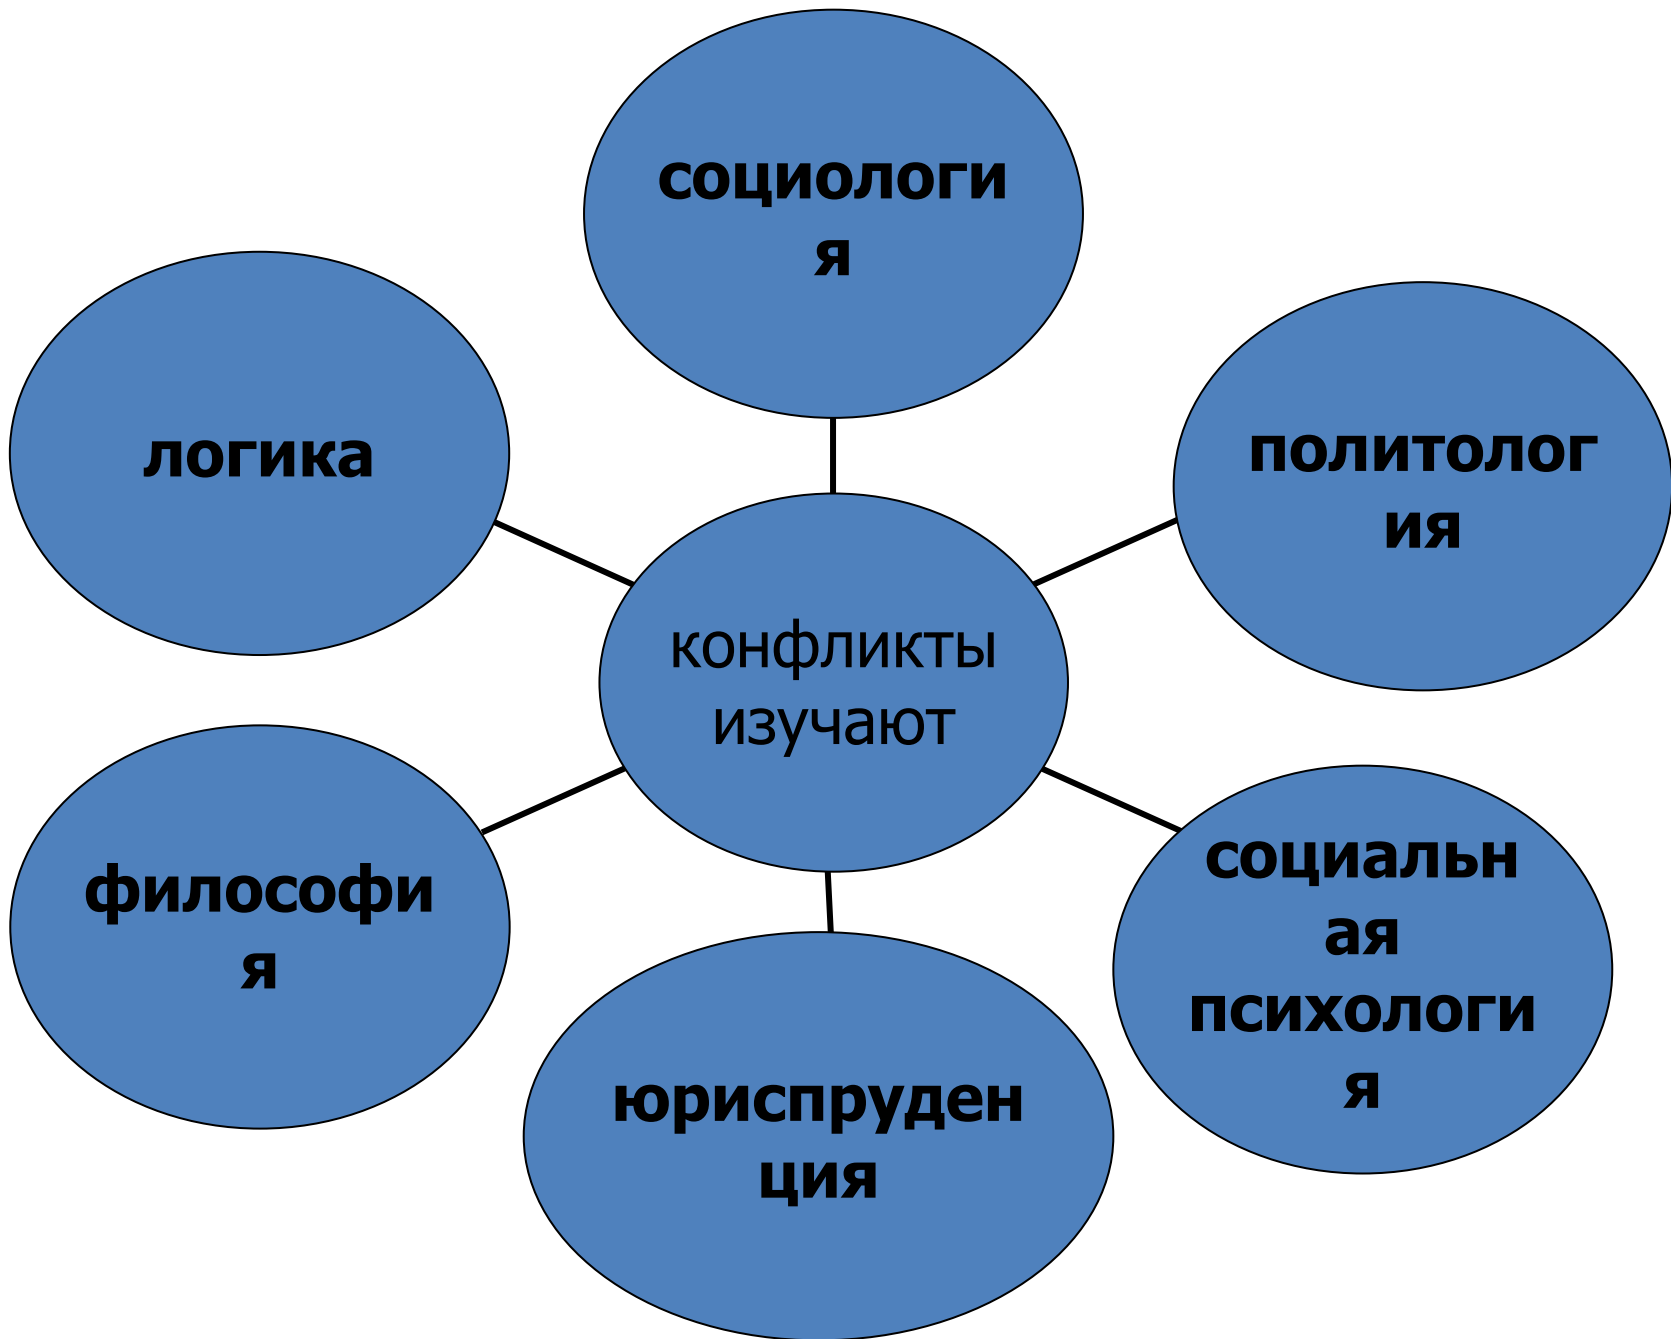 социологи
я
логика
политолог
ия
конфликты
изучают
философи
я
социальн
ая
психологи
я
юриспруден
ция